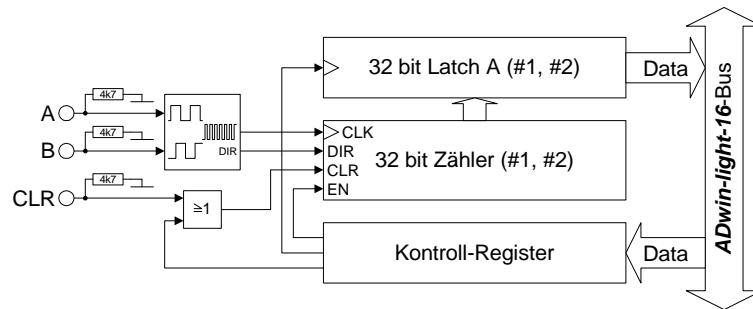 32 bit Latch A (#1, #2)
Data
4k7
A
4k7
B
DIR
CLK
DIR
CLR
EN
32 bit Zähler (#1, #2)
4k7
CLR
≥1
Kontroll-Register
Data
ADwin-light-16-Bus